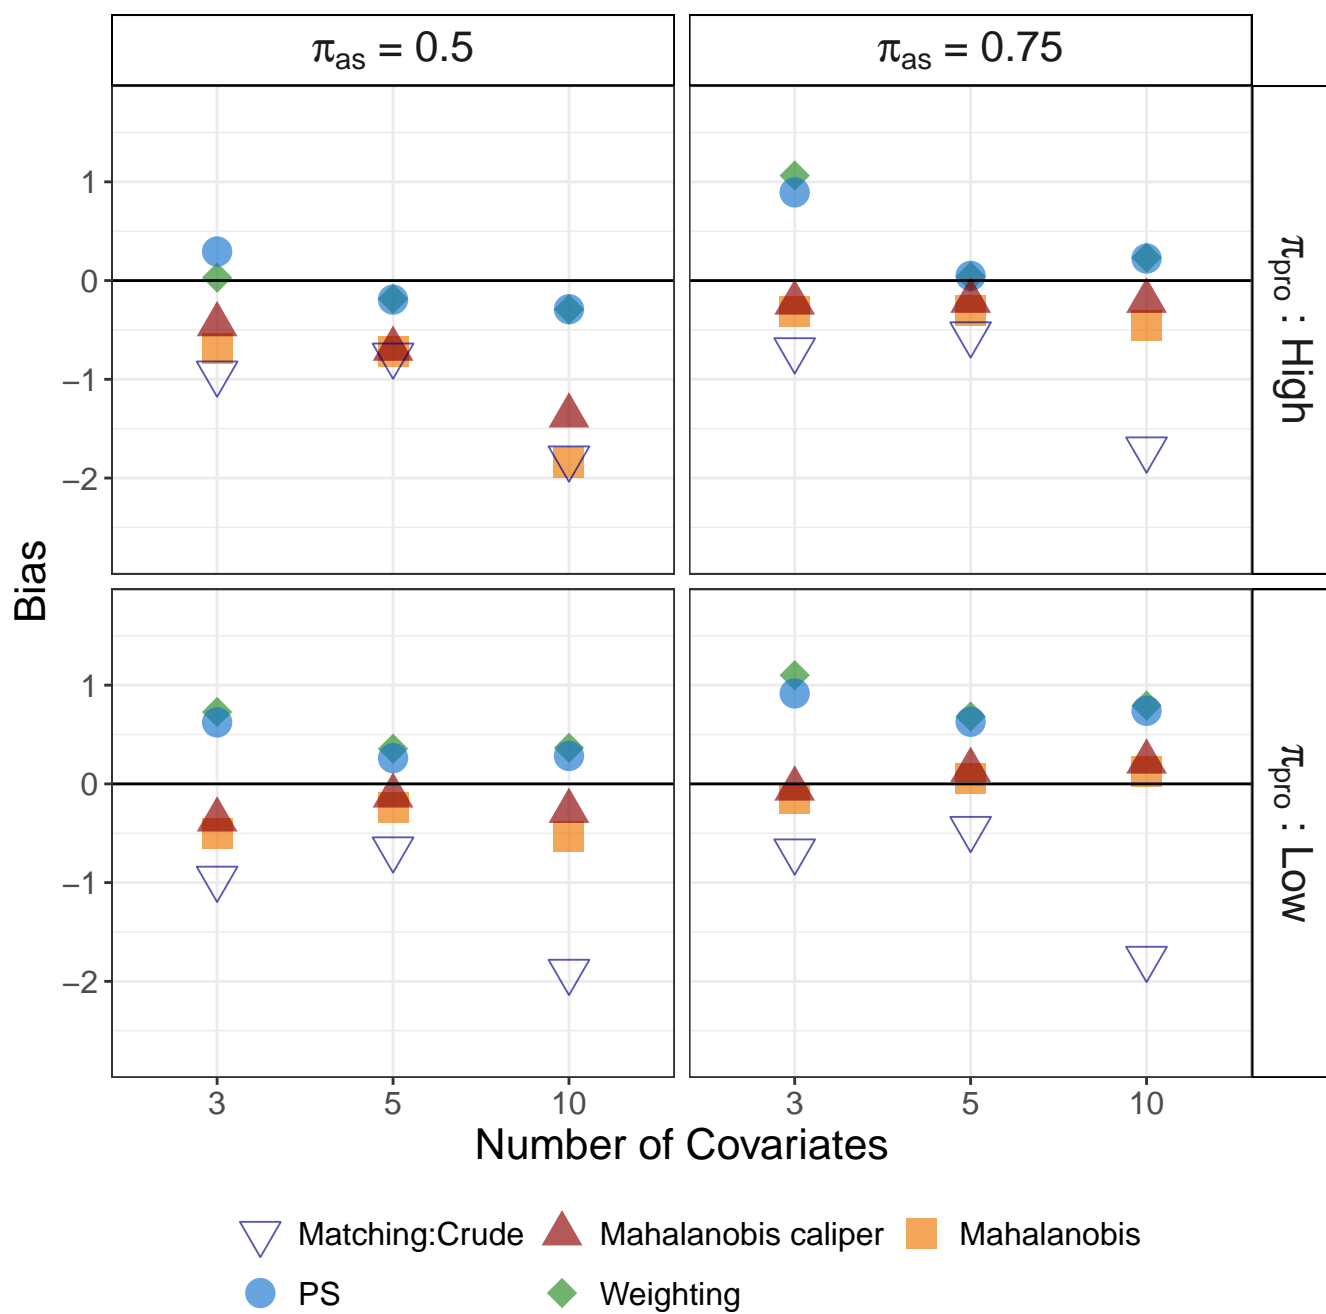 πas = 0.5
πas = 0.75
1
0
−1
−2
πpro : High
Bias
1
0
−1
−2
πpro : Low
3
5
10
3
5
10
Number of Covariates
Matching:Crude
Mahalanobis caliper
Mahalanobis
PS
Weighting